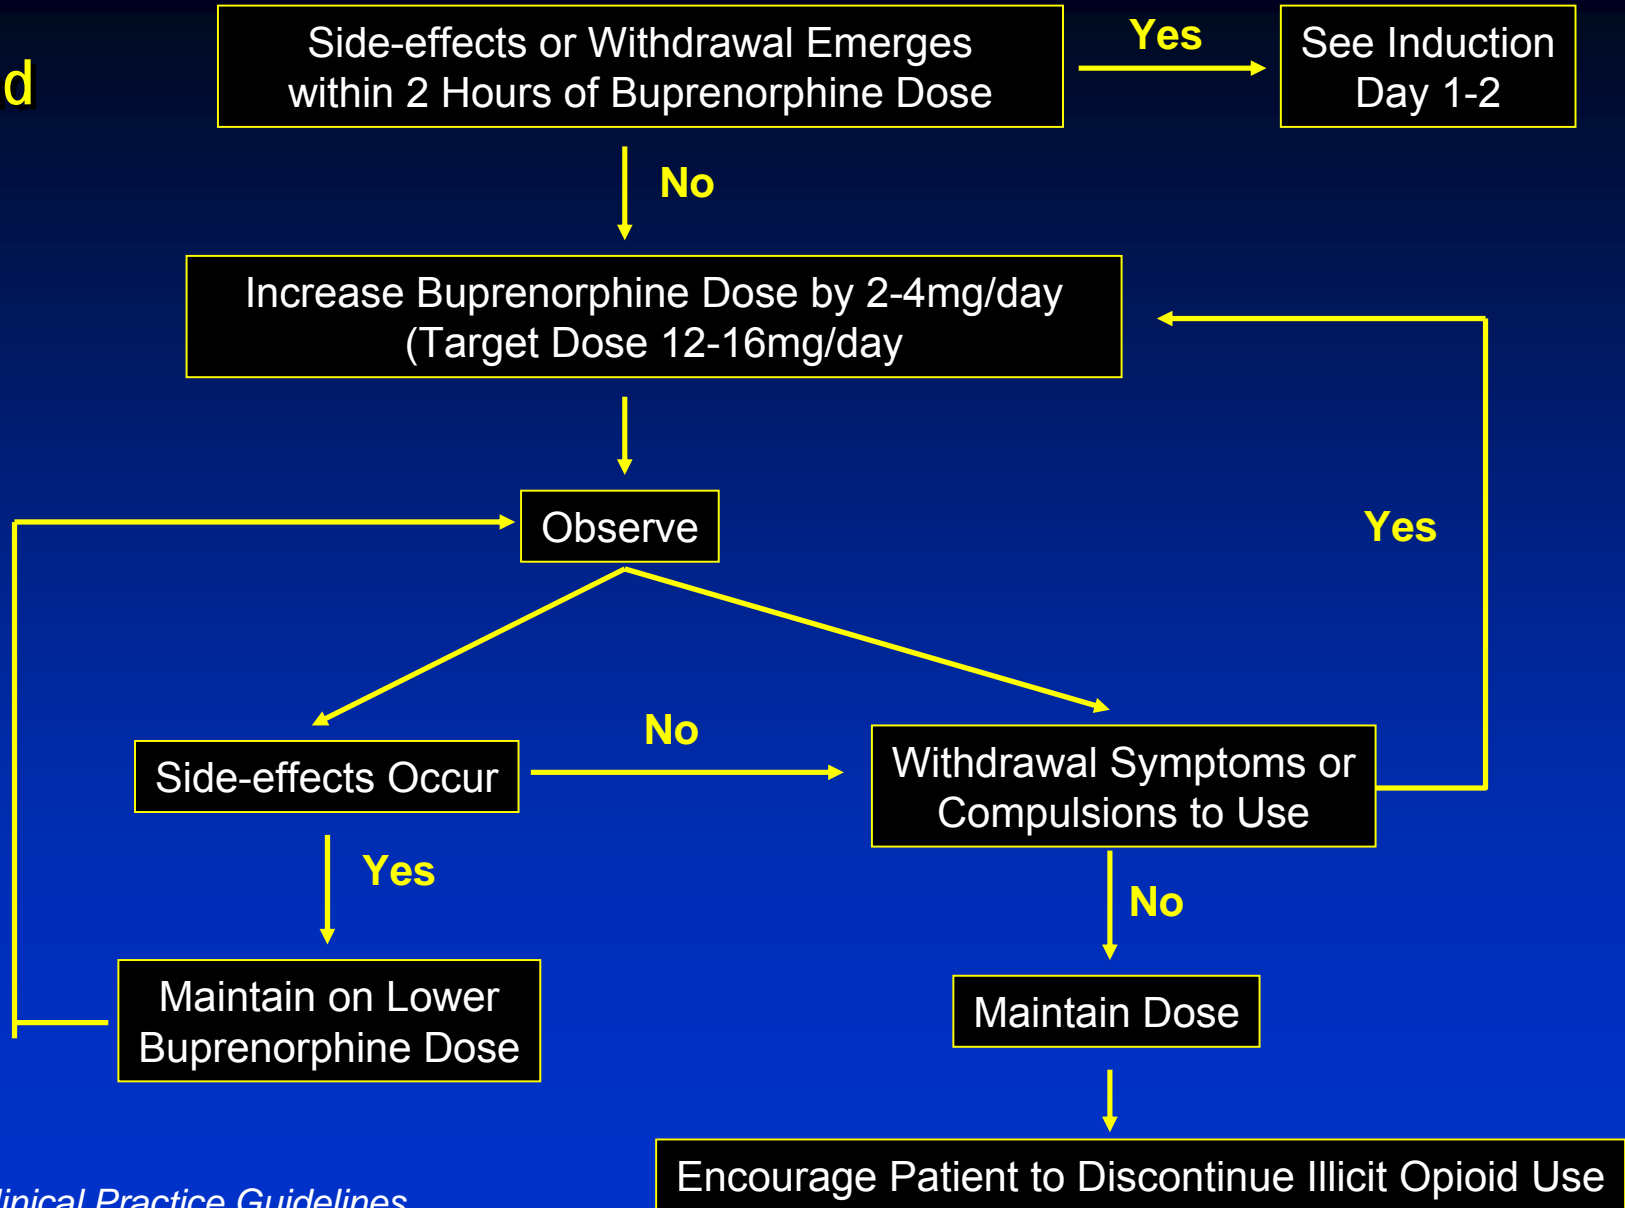 d
Side-effects or Withdrawal Emerges
within 2 Hours of Buprenorphine Dose
Yes
See Induction
Day 1-2
No
Increase Buprenorphine Dose by 2-4mg/day
(Target Dose 12-16mg/day
Observe
Yes
Side-effects Occur
No
Withdrawal Symptoms or
Compulsions to Use
Yes
No
Maintain on Lower
Buprenorphine Dose
Maintain Dose
Encourage Patient to Discontinue Illicit Opioid Use
linical Practice Guidelines